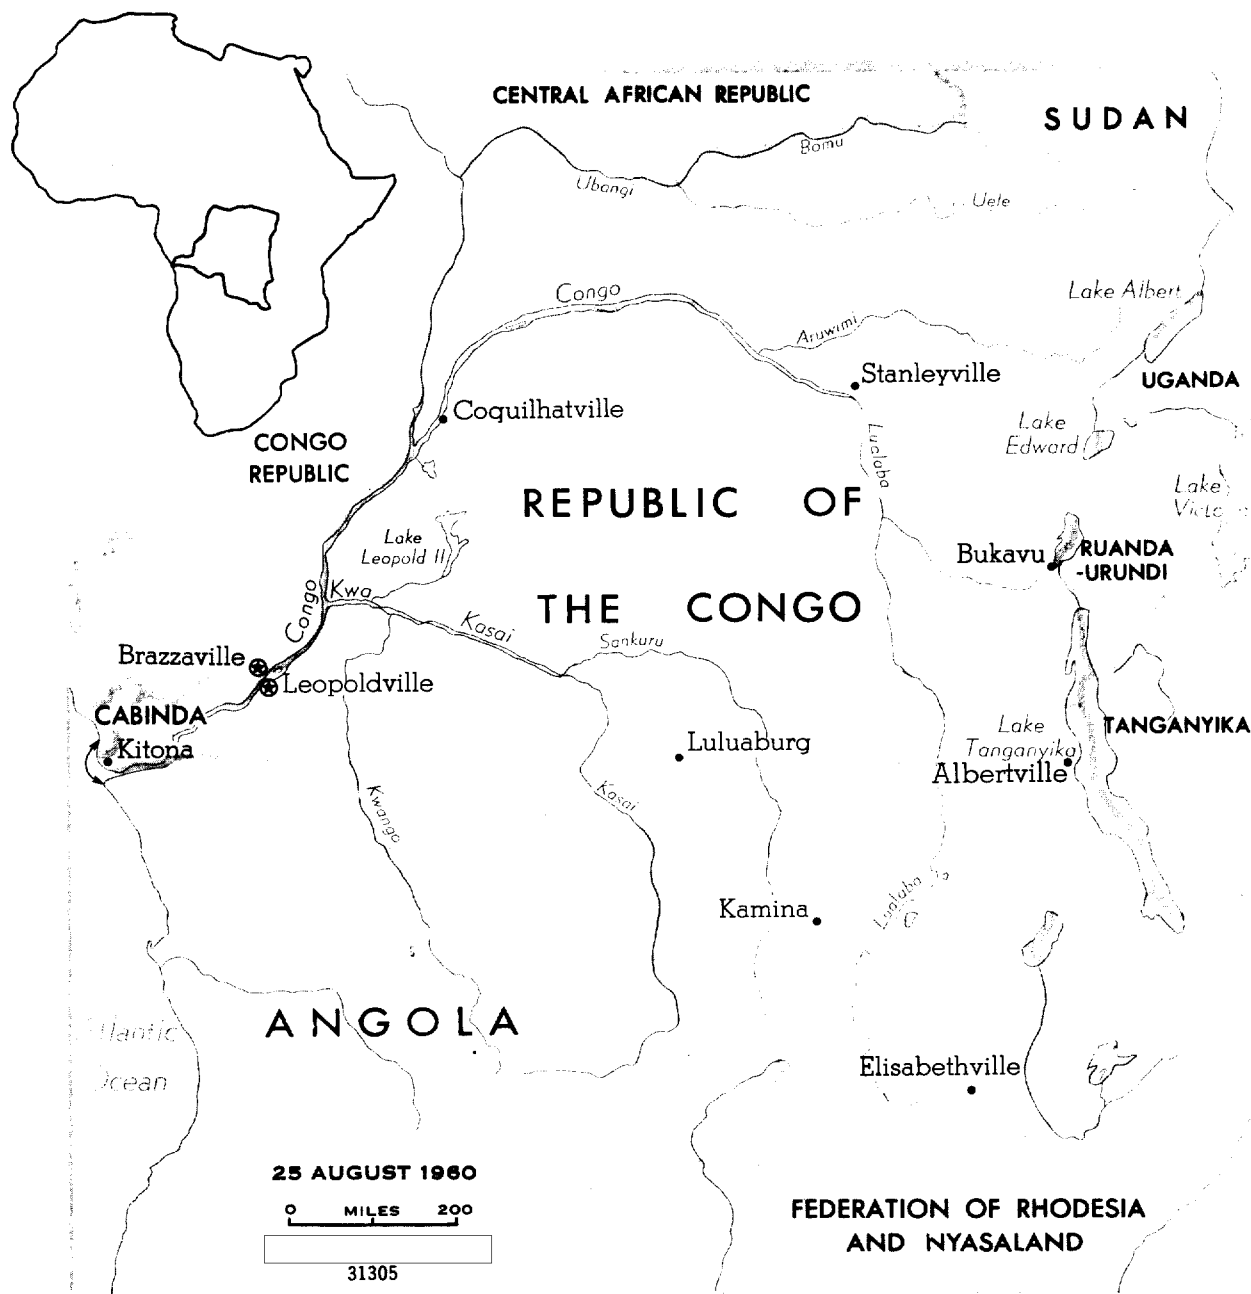 CENTRAL AFRICAN REPUBLIC
SUDAN
Bomu
Ubangi
Uele
Congo
Lake Albert
Aruwimi
Stanleyville
UGANDA
Coquilhatville
Lake
Edward
CONGO
REPUBLIC
Lualaba
REPUBLIC OF
Lake
Lake
Leopold II
Bukavu
RUANDA
-URUNDI
Congo
Kwa
THE CONGO
Kasai
Sankuru
Brazzaville
Leopoldville
CABINDA
Kitona
Luluaburg
Lake
Tanganyika
TANGANYIKA
Albertville
Kwango
Kasai
Lualaba
Kamina
ANGOLA
Ocean
Elisabethville
25 AUGUST 1960
0 MILES 200
31305
FEDERATION OF RHODESIA
AND NYASALAND